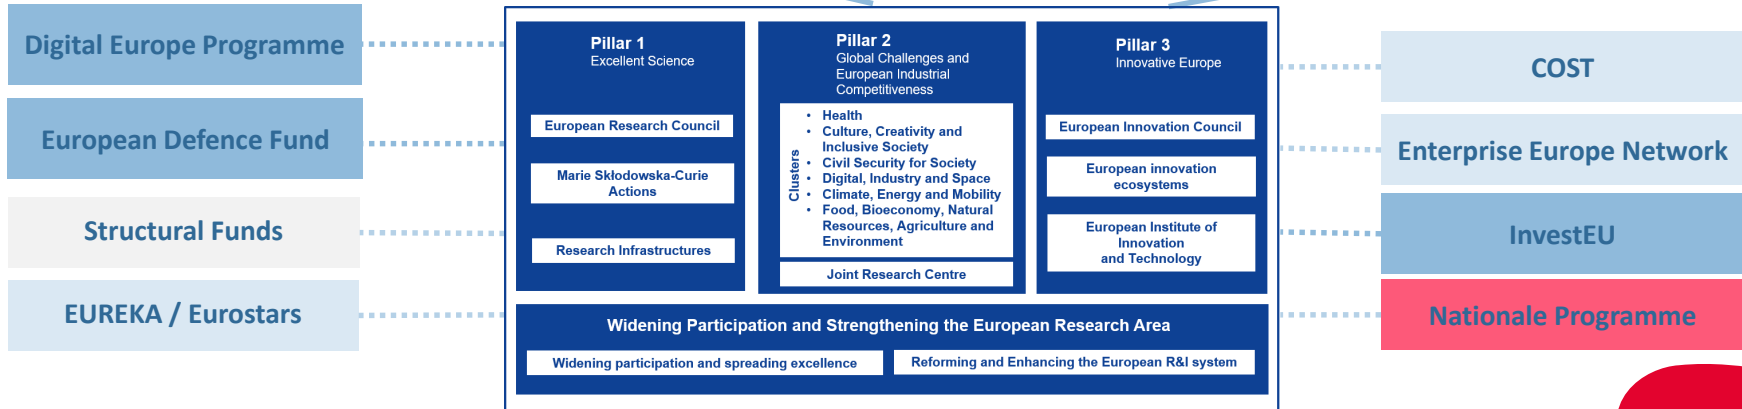 Digital Europe Programme
European Defence Fund
Structural Funds
EUREKA / Eurostars
Pillar 1
Excellent Science
European Research Council
Marie Skłodowska-Curie
Actions
Research Infrastructures
Pillar 2
Global Challenges and
European Industrial
Competitiveness
Clusters
• Health
• Culture, Creativity and
Inclusive Society
• Civil Security for Society
• Digital, Industry and Space
• Climate, Energy and Mobility
• Food, Bioeconomy, Natural
Resources, Agriculture and
Environment
Joint Research Centre
Pillar 3
Innovative Europe
European Innovation Council
European innovation
ecosystems
European Institute of
Innovation
and Technology
Widening Participation and Strengthening the European Research Area
Widening participation and spreading excellence
Reforming and Enhancing the European R&I system
COST
Enterprise Europe Network
InvestEU
Nationale Programme